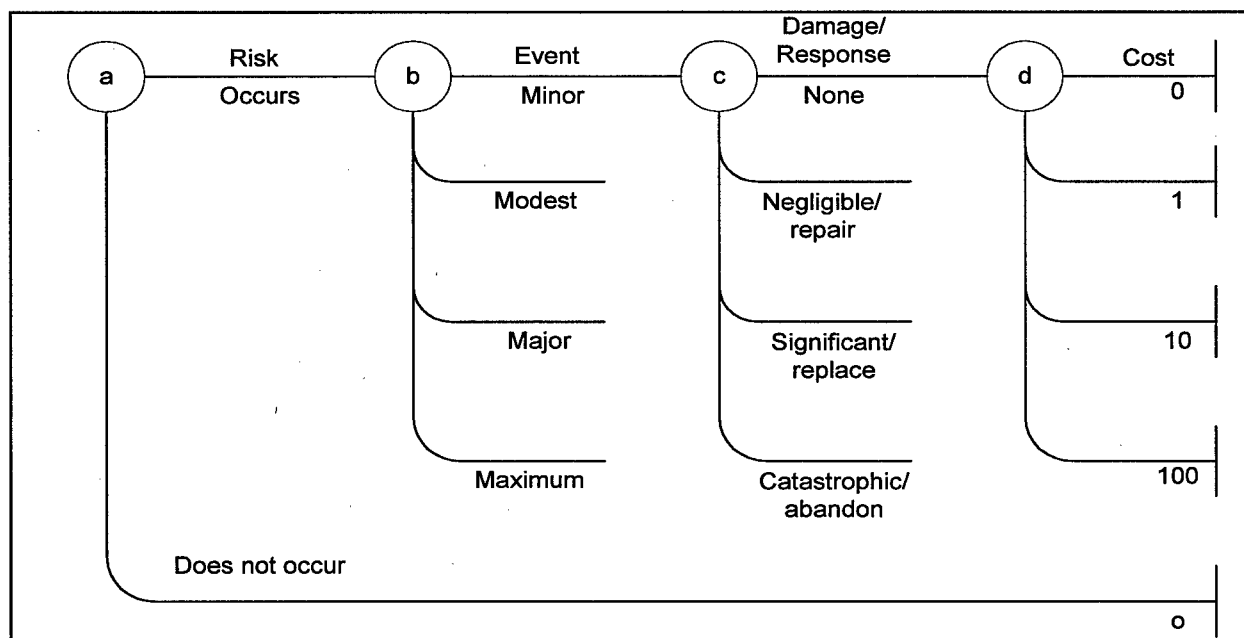 Damage/
Risk Event Response Cost
a b c d
Occurs Minor None 0
Modest Negligible/ 1
repair
Major Significant/ 10
replace
Maximum Catastrophic/ 100
abandon
Does not occur
o